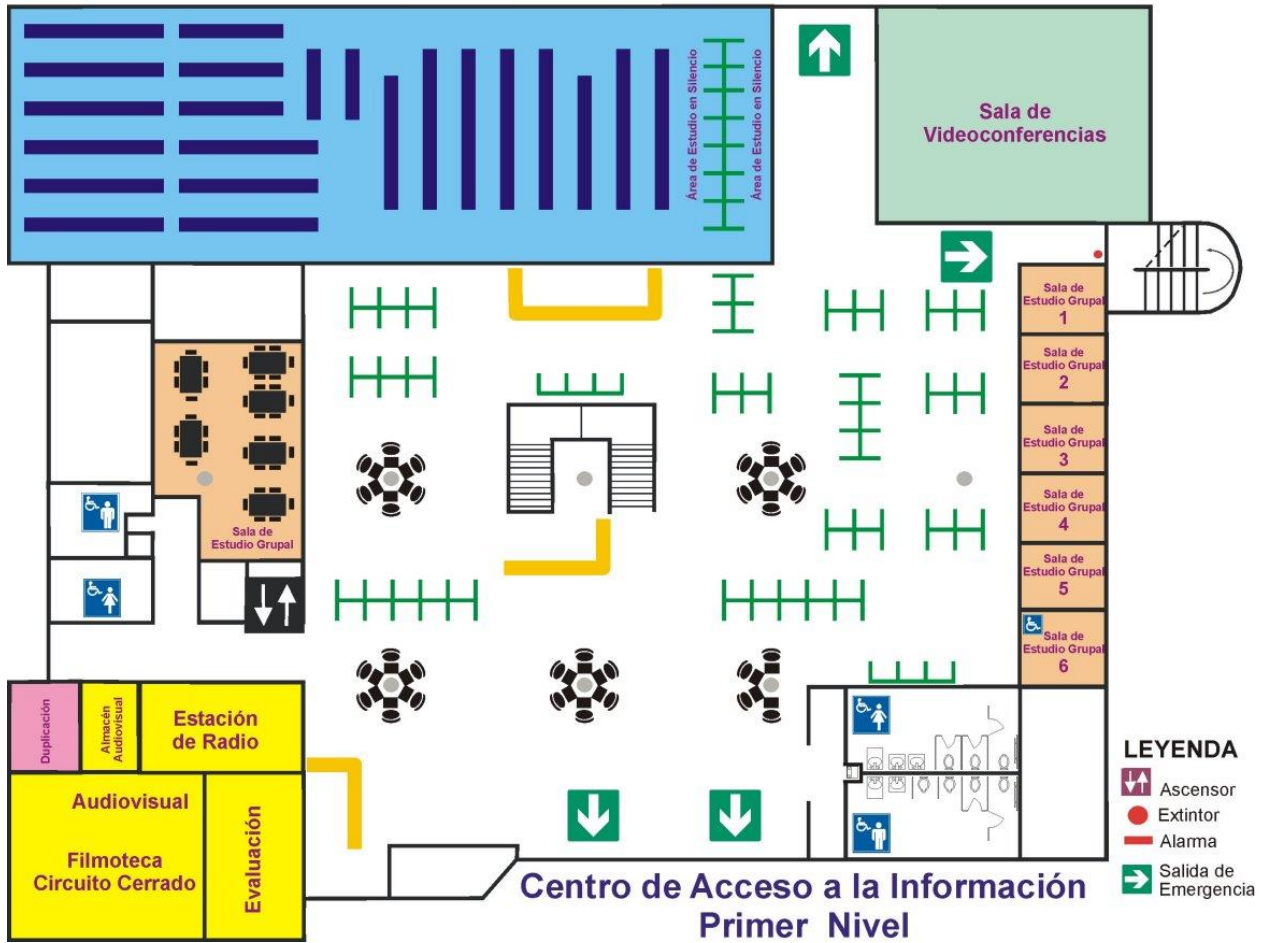 Área de Estudio en Silencio
Área de Estudio en Silencio
Sala de
Videoconferencias
Sala de
Estudio Grupal
1
Sala de
Estudio Grupal
2
Sala de
Estudio Grupal
3
Sala de
Estudio Grupal
4
Sala de
Estudio Grupal
5
Sala de
Estudio Grupal
6
Sala de
Estudio Grupal
Duplicación
Almacén
Audiovisual
Estación
de Radio
Audiovisual
Filmoteca
Circuito Cerrado
Evaluación
LEYENDA
Ascensor
Extintor
Alarma
Salida de
Emergencia
Centro de Acceso a la Información
Primer Nivel